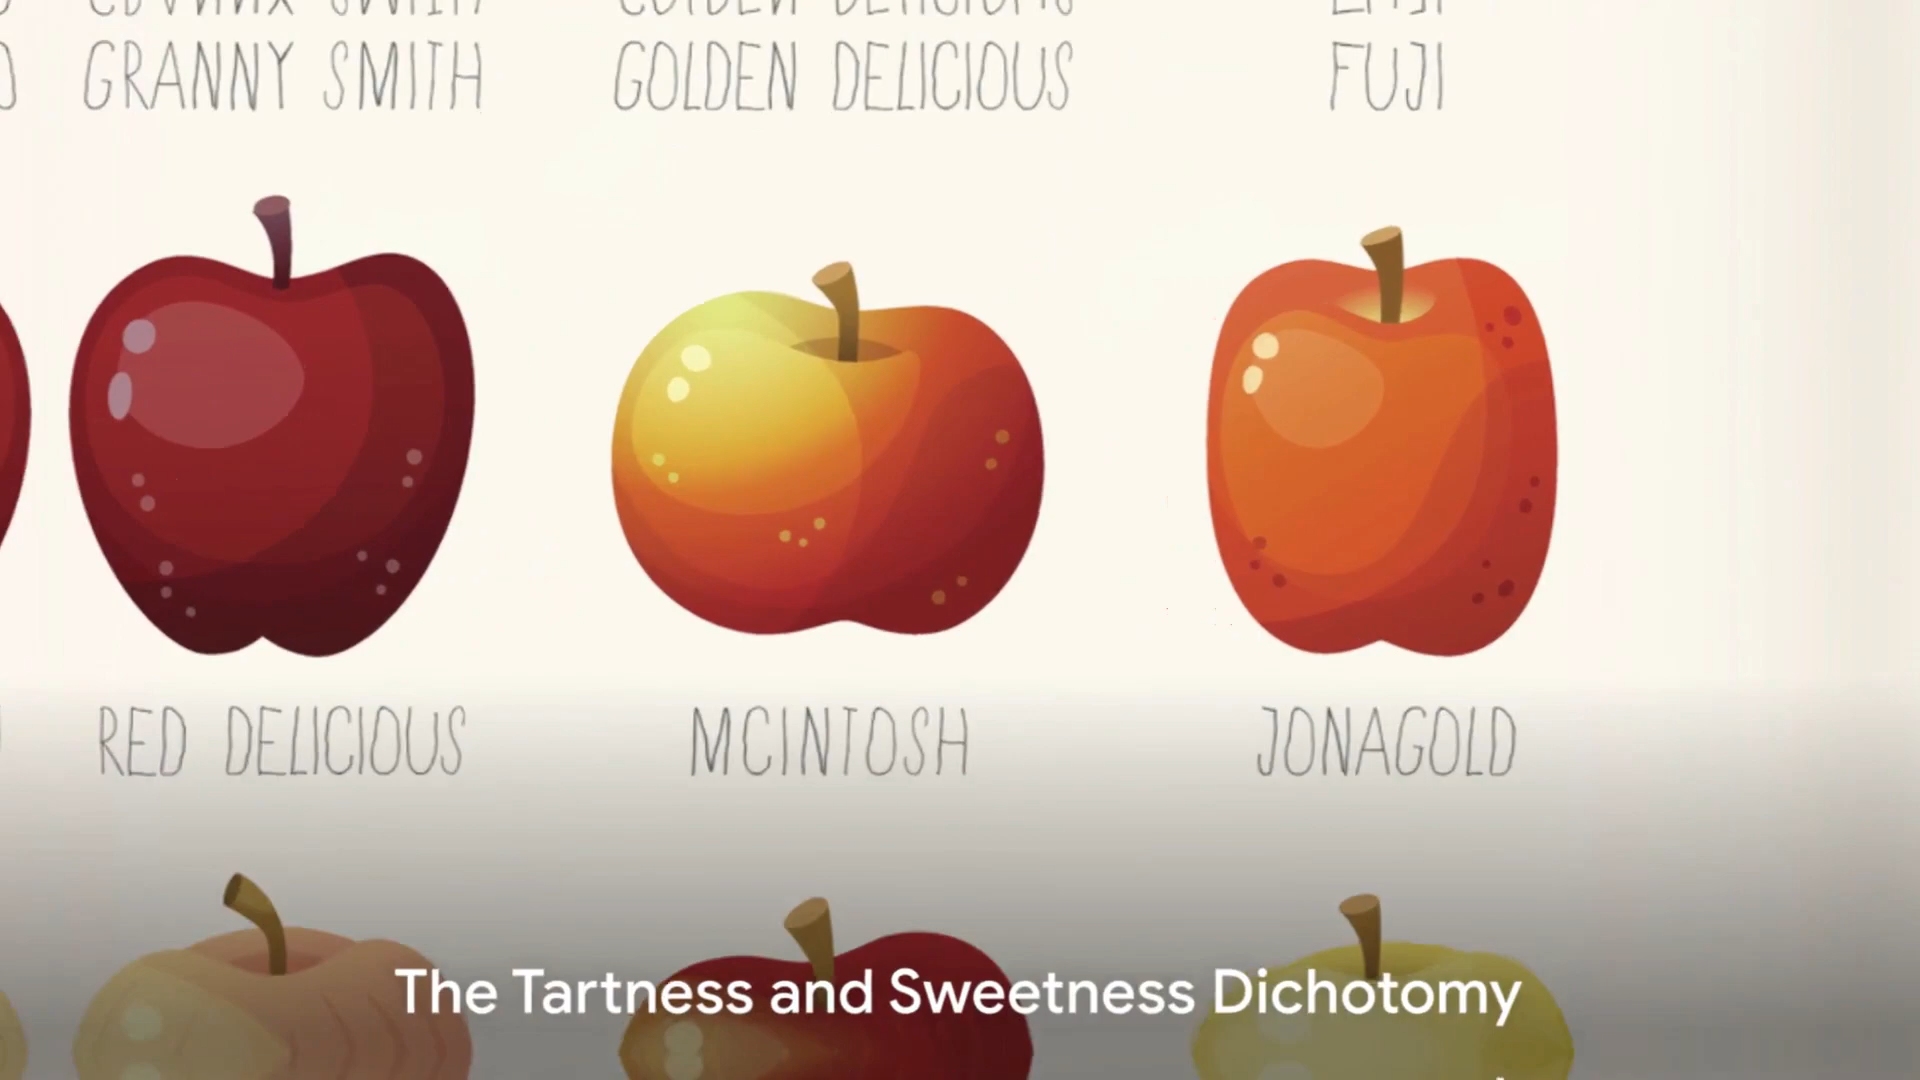 GRANNY SMITH GOLDEN DELICIOUS FUJI
RED DELICIOUS MCINTOSH JONAGOLD
The Tartness and Sweetness Dichotomy